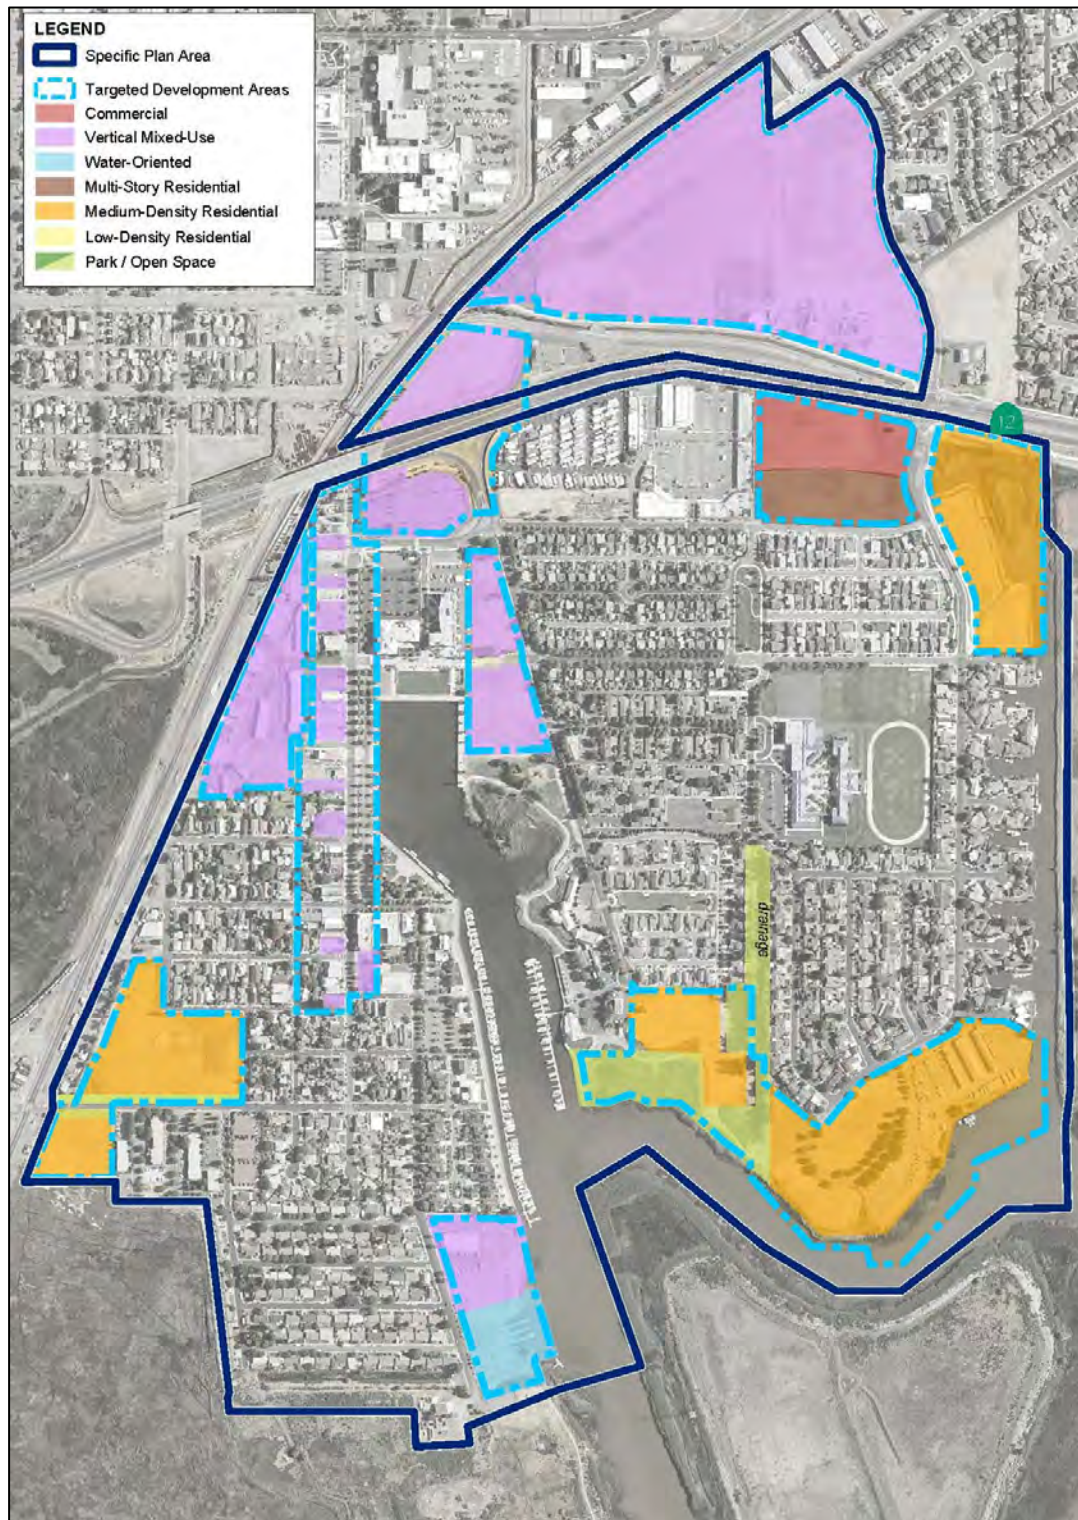 LEGEND
Specific Plan Area
Targeted Development Areas
Commercial
Vertical Mixed-Use
Water-Oriented
Multi-Story Residential
Medium-Density Residential
Low-Density Residential
Park / Open Space
12
drainage